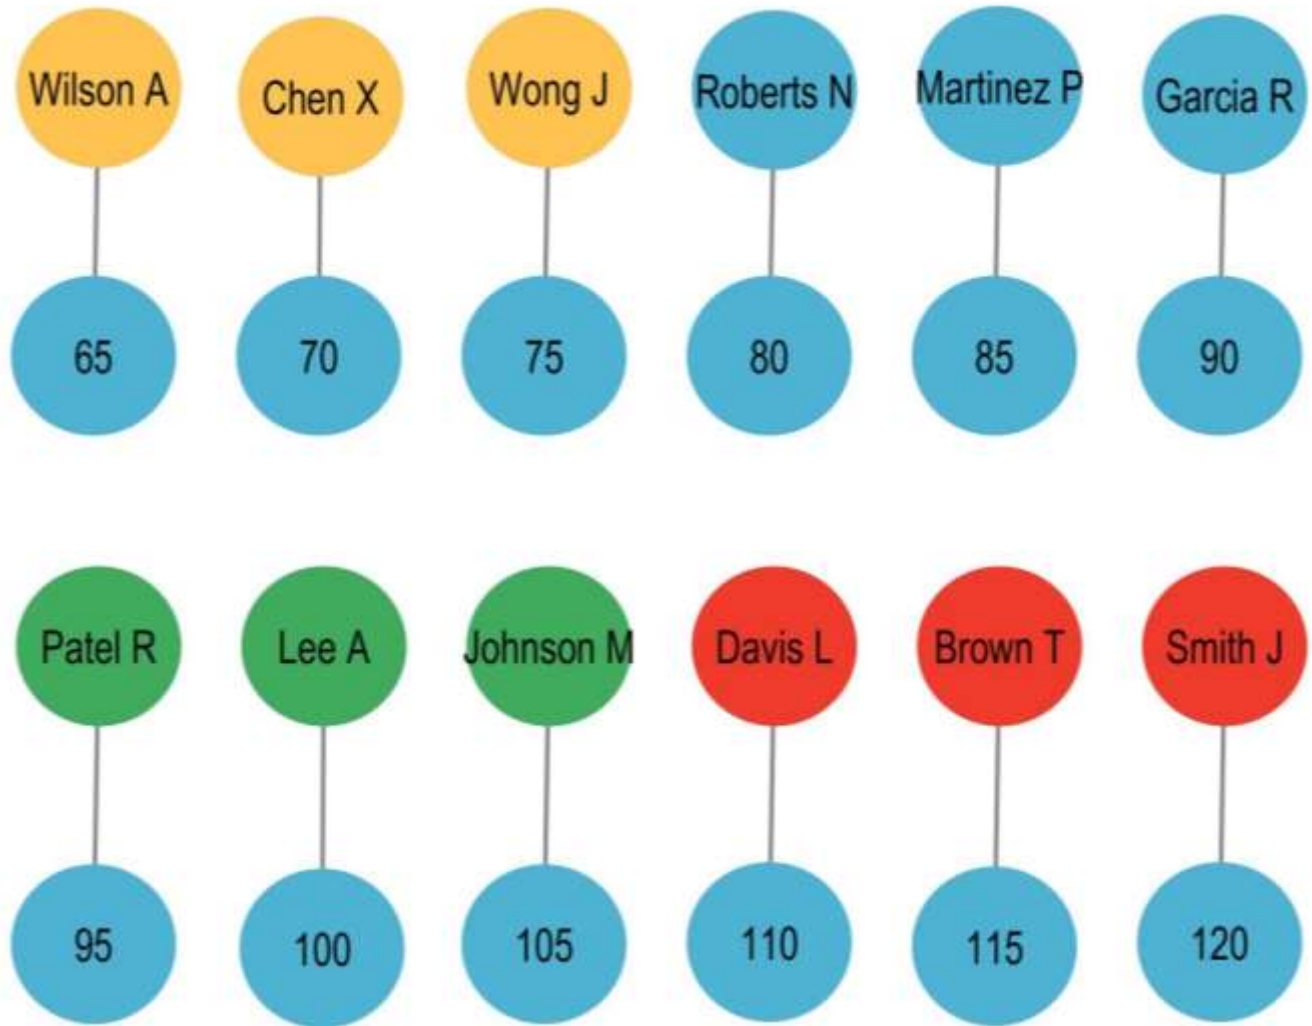 Wilson A
Chen X
Wong J
Roberts N
Martinez P
Garcia R
65
70
75
80
85
90
Patel R
Lee A
Johnson M
Davis L
Brown T
Smith J
95
100
105
110
115
120